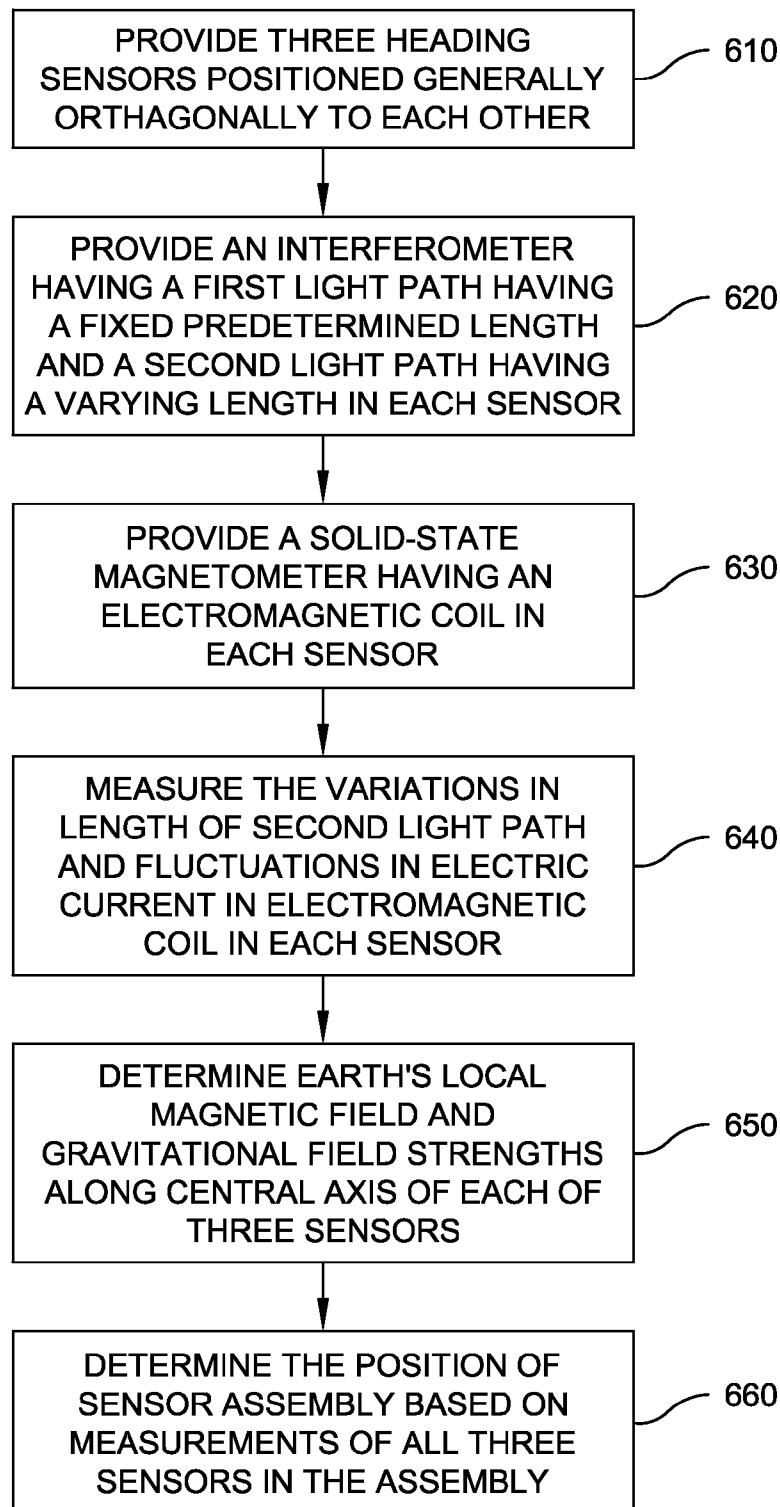 PROVIDE THREE HEADING
SENSORS POSITIONED GENERALLY
ORTHAGONALLY TO EACH OTHER
610
PROVIDE AN INTERFEROMETER
HAVING A FIRST LIGHT PATH HAVING
A FIXED PREDETERMINED LENGTH
AND A SECOND LIGHT PATH HAVING
A VARYING LENGTH IN EACH SENSOR
620
PROVIDE A SOLID-STATE
MAGNETOMETER HAVING AN
ELECTROMAGNETIC COIL IN
EACH SENSOR
630
MEASURE THE VARIATIONS IN
LENGTH OF SECOND LIGHT PATH
AND FLUCTUATIONS IN ELECTRIC
CURRENT IN ELECTROMAGNETIC
COIL IN EACH SENSOR
640
DETERMINE EARTH'S LOCAL
MAGNETIC FIELD AND
GRAVITATIONAL FIELD STRENGTHS
ALONG CENTRAL AXIS OF EACH OF
THREE SENSORS
650
DETERMINE THE POSITION OF
SENSOR ASSEMBLY BASED ON
MEASUREMENTS OF ALL THREE
SENSORS IN THE ASSEMBLY
660